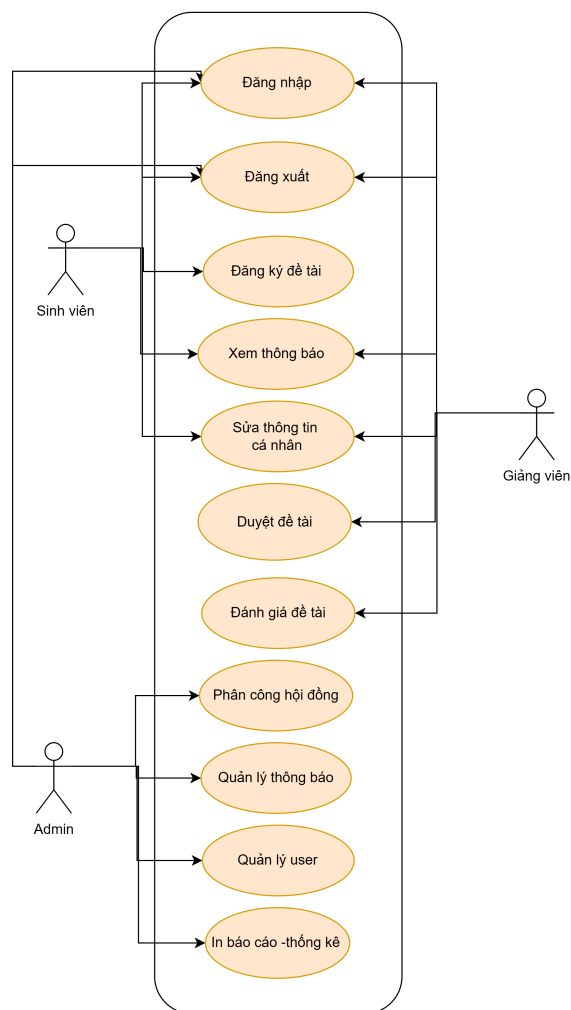 Đăng nhập
Đăng xuất
Sinh viên
Đăng ký đề tài
Xem thông báo
Sửa thông tin
cá nhân
Giảng viên
Duyệt đề tài
Đánh giá đề tài
Phân công hội đồng
Quản lý thông báo
Admin
Quản lý user
In báo cáo -thống kê